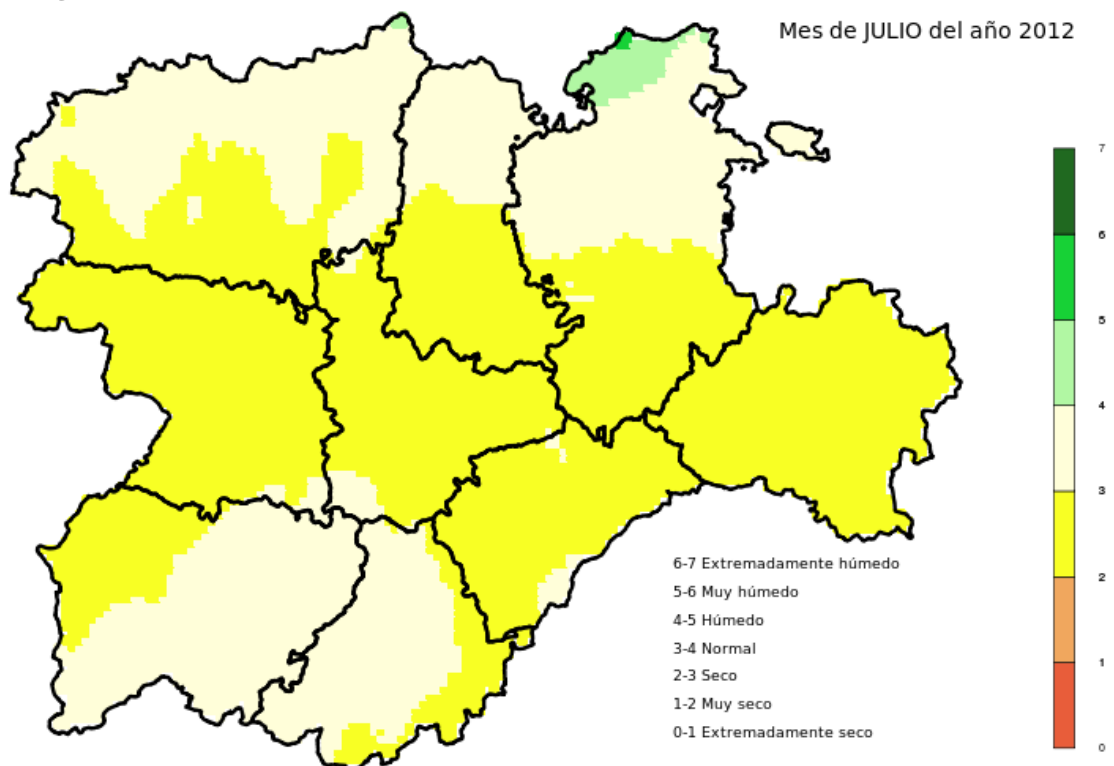 Mes de JULIO del año 2012
7
6
5
4
3
2
1
0
6-7 Extremadamente húmedo
5-6 Muy húmedo
4-5 Húmedo
3-4 Normal
2-3 Seco
1-2 Muy seco
0-1 Extremadamente seco